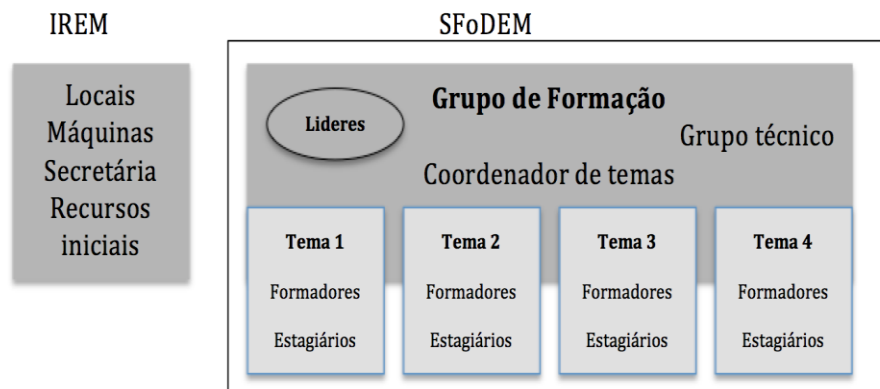 IREM
SFoDEM
Locais
Máquinas
Secretária
Recursos
iniciais
Lideres
Grupo de Formação
Grupo técnico
Coordenador de temas
Tema 1
Formadores
Estagiários
Tema 2
Formadores
Estagiários
Tema 3
Formadores
Estagiários
Tema 4
Formadores
Estagiários